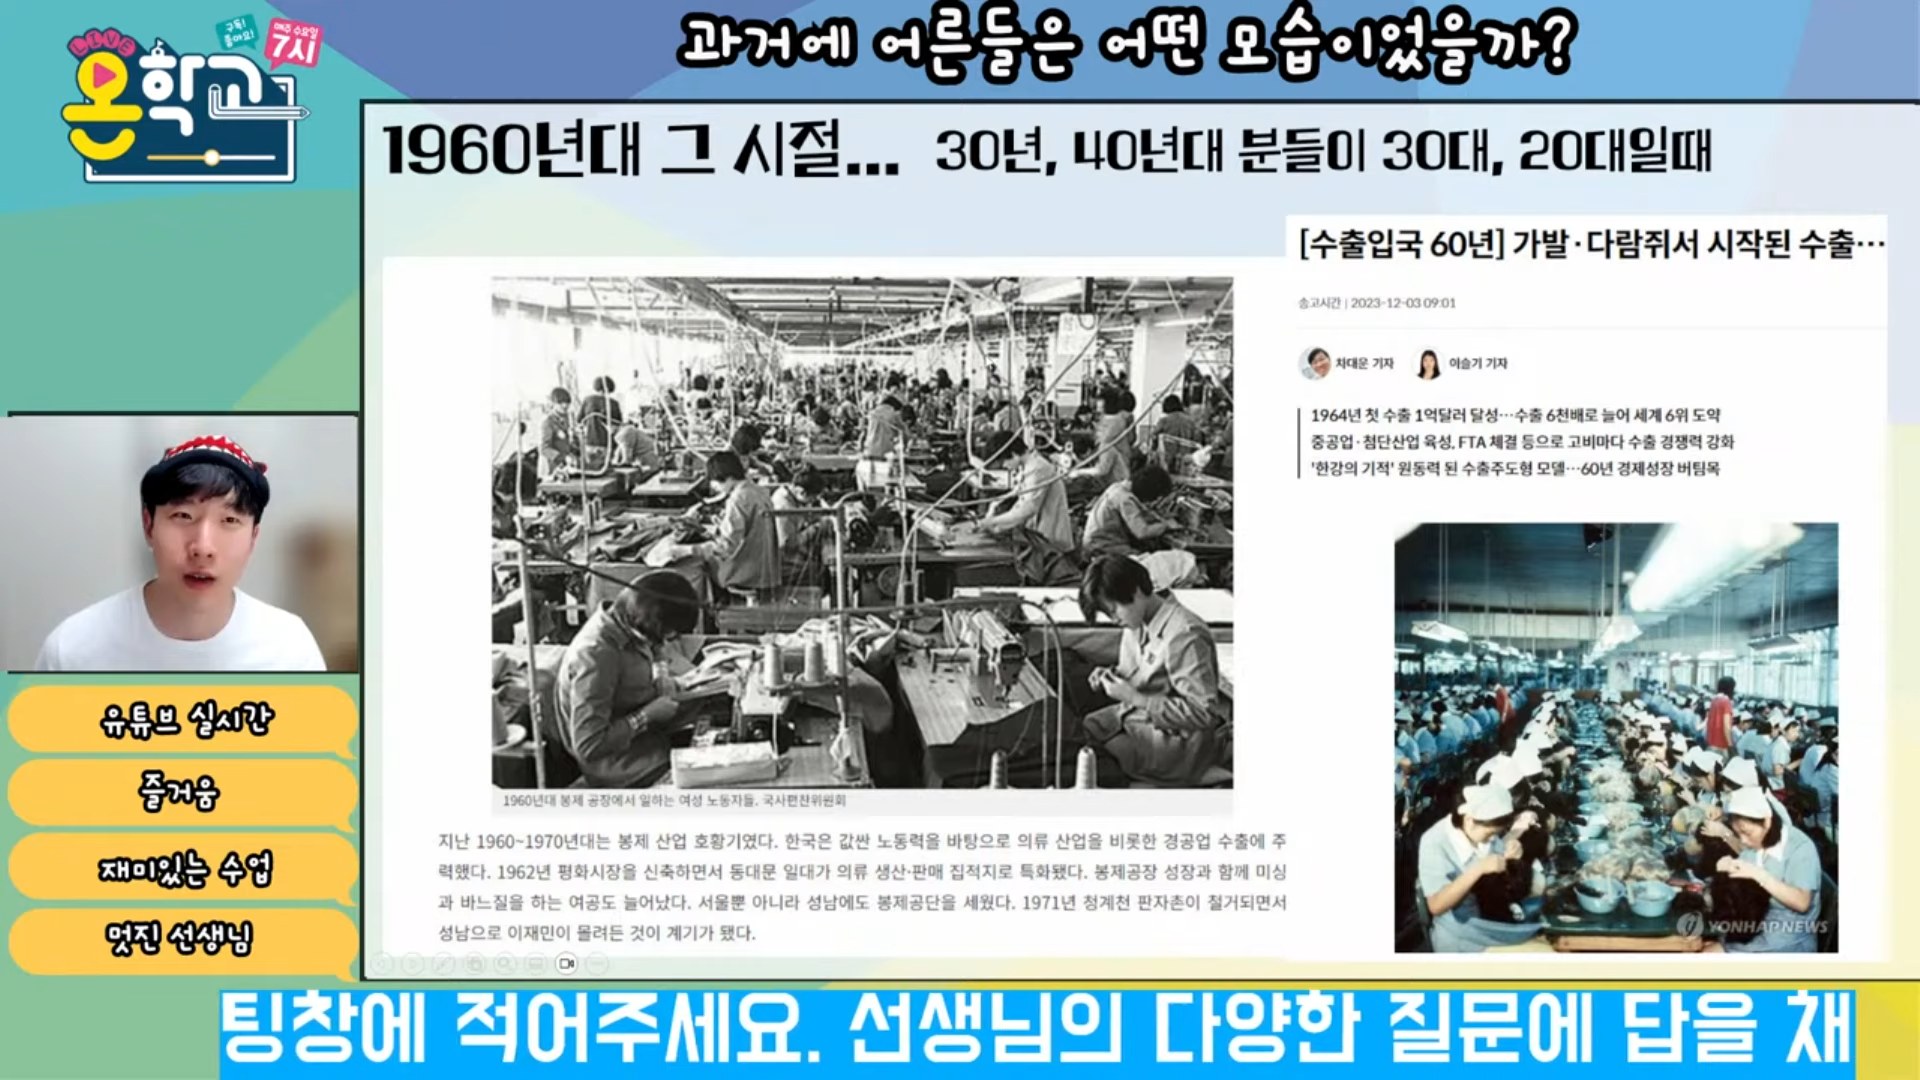 LIVE
온학교
구독!
좋아요!
매주 수요일
7시
과거에 어른들은 어떤 모습이었을까?
1960년대 그 시절... 30년, 40년대 분들이 30대, 20대일때
[수출입국 60년] 가발·다람쥐서 시작된 수출…
송고시간 | 2023-12-03 09:01
차대운 기자 이슬기 기자
1964년 첫 수출 1억달러 달성…수출 6천배로 늘어 세계 6위 도약
중공업·첨단산업 육성, FTA 체결 등으로 고비마다 수출 경쟁력 강화
'한강의 기적' 원동력 된 수출주도형 모델…60년 경제성장 버팀목
YONHAPNEWS
1960년대 봉제 공장에서 일하는 여성 노동자들. 국사편찬위원회
지난 1960~1970년대는 봉제 산업 호황기였다. 한국은 값싼 노동력을 바탕으로 의류 산업을 비롯한 경공업 수출에 주
력했다. 1962년 평화시장을 신축하면서 동대문 일대가 의류 생산·판매 집적지로 특화됐다. 봉제공장 성장과 함께 미싱
과 바느질을 하는 여공도 늘어났다. 서울뿐 아니라 성남에도 봉제공단을 세웠다. 1971년 청계천 판자촌이 철거되면서
성남으로 이재민이 몰려든 것이 계기가 됐다.
유튜브 실시간
즐거움
재미있는 수업
멋진 선생님
팅창에 적어주세요. 선생님의 다양한 질문에 답을 채